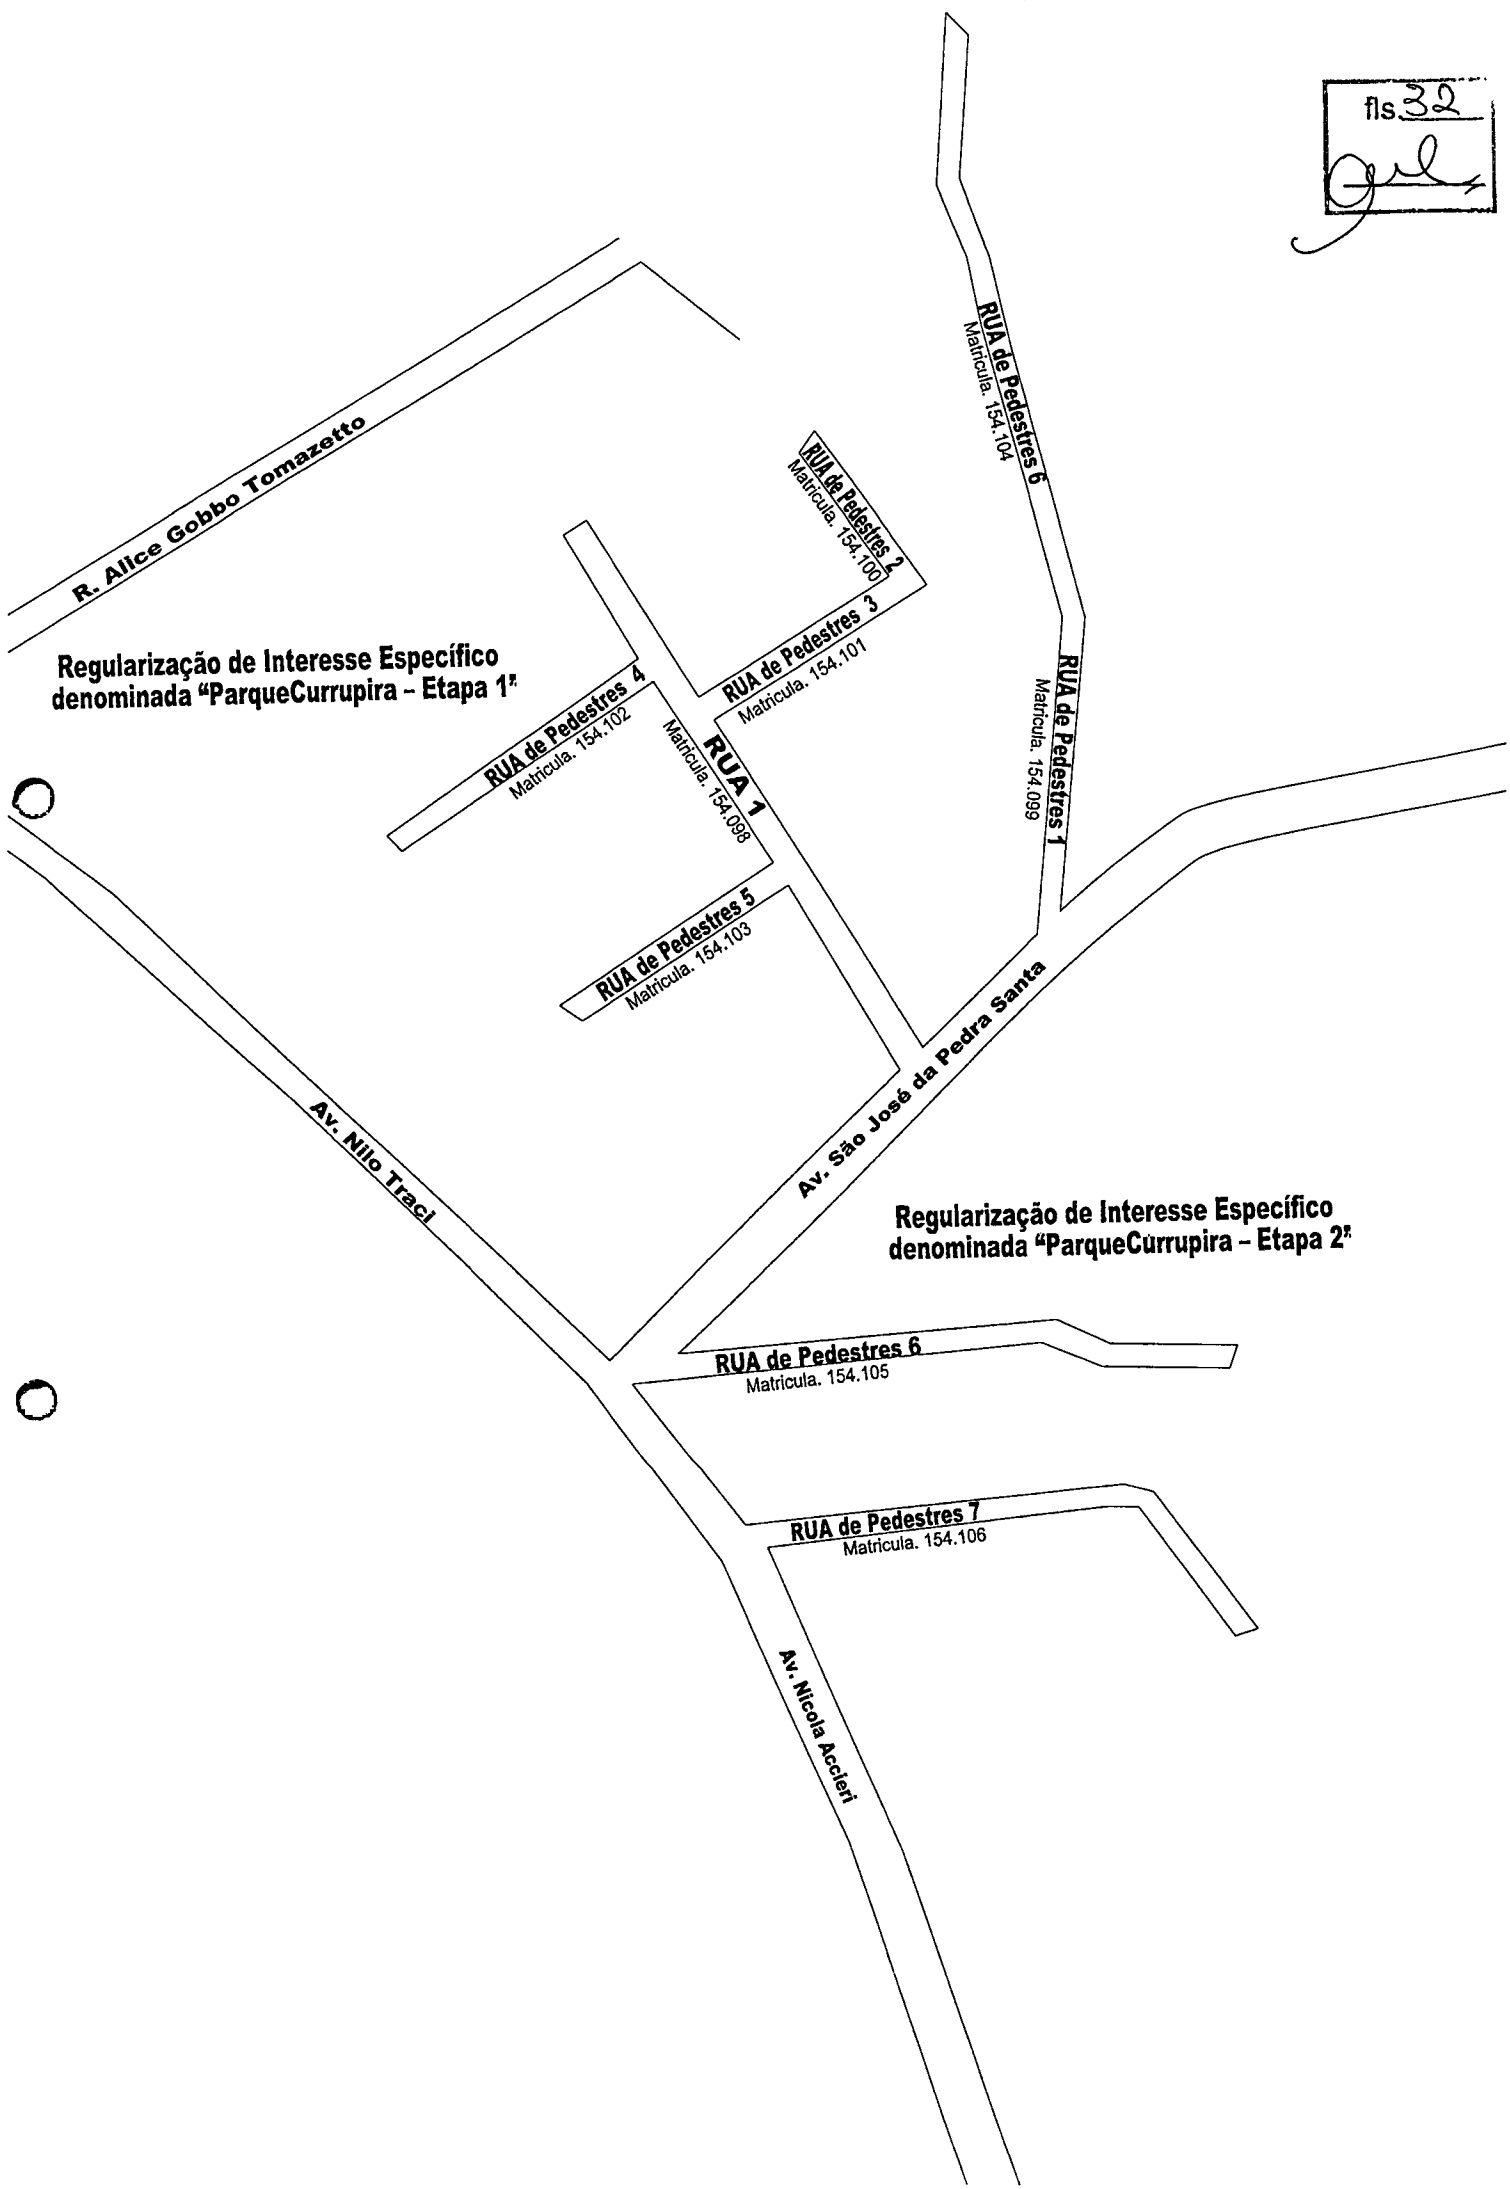 fls. 32
RUA de Pedestres 6
Matricula. 154.104
R. Alice Gobbo Tomazetto
RUA de Pedestres 2
Matricula. 154.100
RUA de Pedestres 3
Matricula. 154.101
Regularização de Interesse Específico
denominada “ParqueCurrupira – Etapa 1”
RUA de Pedestres 4
Matricula. 154.102
RUA 1
Matricula. 154.098
RUA de Pedestres 1
Matricula. 154.099
RUA de Pedestres 5
Matricula. 154.103
Av. São José da Pedra Santa
Av. Nilo Traçi
Regularização de Interesse Específico
denominada “ParqueCurrupira – Etapa 2”
RUA de Pedestres 6
Matricula. 154.105
RUA de Pedestres 7
Matricula. 154.106
Av. Nicola Accieri